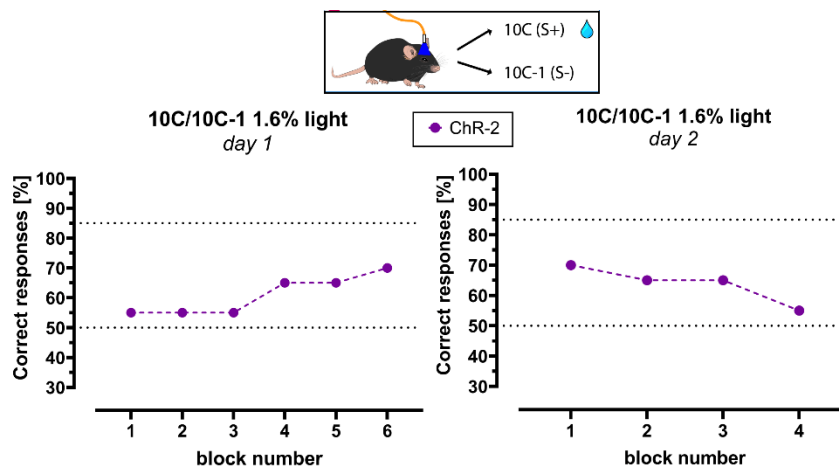 10C (S+)
10C-1 (S-)
10C/10C-1 1.6% light
day 1
ChR-2
10C/10C-1 1.6% light
day 2
Correct responses [%]
100
90
80
70
60
50
40
30
1 2 3 4 5 6
block number
Correct responses [%]
100
90
80
70
60
50
40
30
1 2 3 4
block number